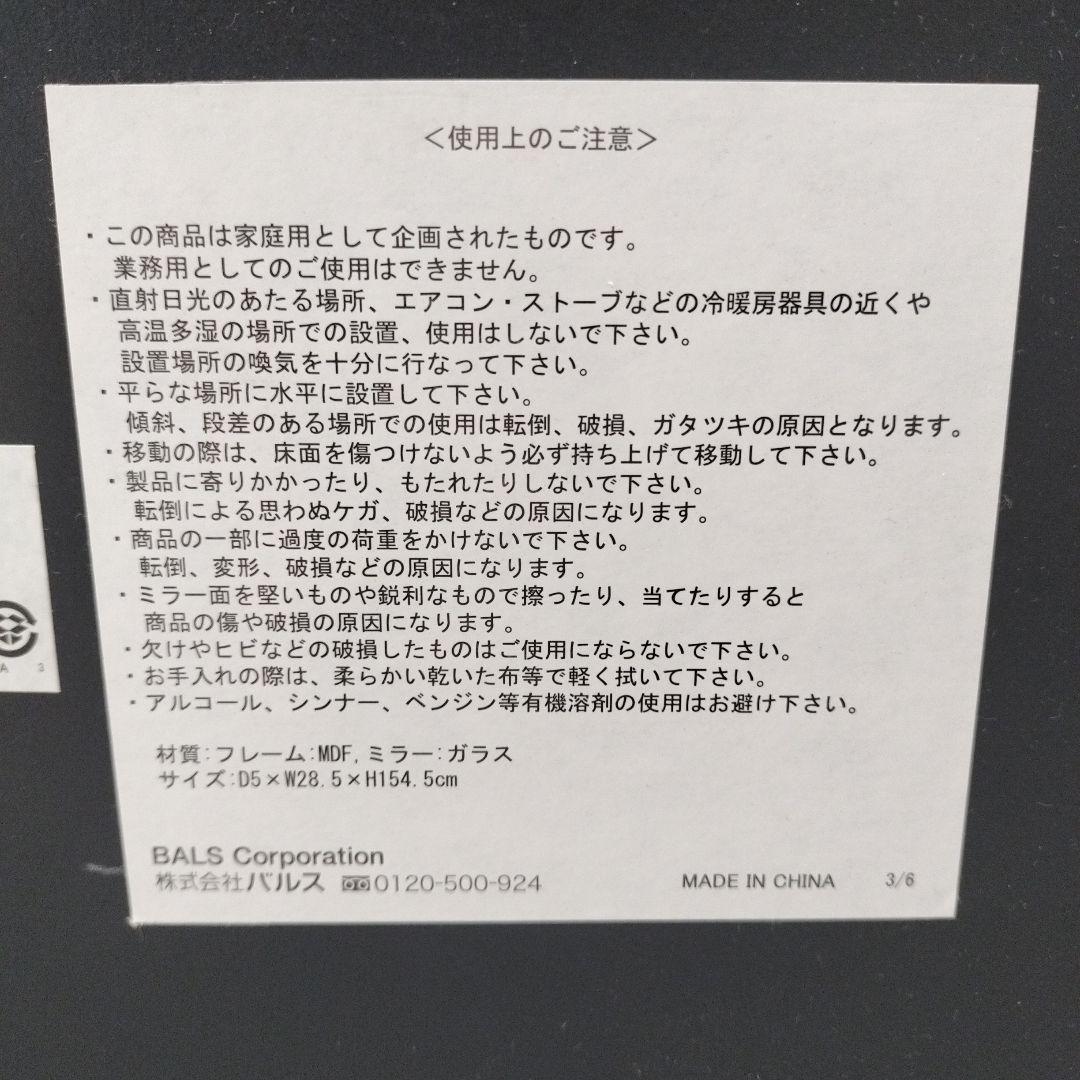 ＜使用上のご注意＞
・この商品は家庭用として企画されたものです。
業務用としてのご使用はできません。
・直射日光のあたる場所、エアコン・ストーブなどの冷暖房器具の近くや
高温多湿の場所での設置、使用はしないで下さい。
設置場所の喚気を十分に行なって下さい。
・平らな場所に水平に設置して下さい。
傾斜、段差のある場所での使用は転倒、破損、ガタツキの原因となります。
・移動の際は、床面を傷つけないよう必ず持ち上げて移動して下さい。
・製品に寄りかかったり、もたれたりしないで下さい。
転倒による思わぬケガ、破損などの原因になります。
・商品の一部に過度の荷重をかけないで下さい。
転倒、変形、破損などの原因になります。
・ミラー面を堅いものや鋭利なもので擦ったり、当てたりすると
商品の傷や破損の原因になります。
・欠けやヒビなどの破損したものはご使用にならないで下さい。
・お手入れの際は、柔らかい乾いた布等で軽く拭いて下さい。
・アルコール、シンナー、ベンジン等有機溶剤の使用はお避け下さい。
材質:フレーム:MDF,ミラー:ガラス
サイズ:D5×W28.5×H154.5cm
BALS Corporation
株式会社バルス 0120-500-924
MADE IN CHINA 3/6
A 3